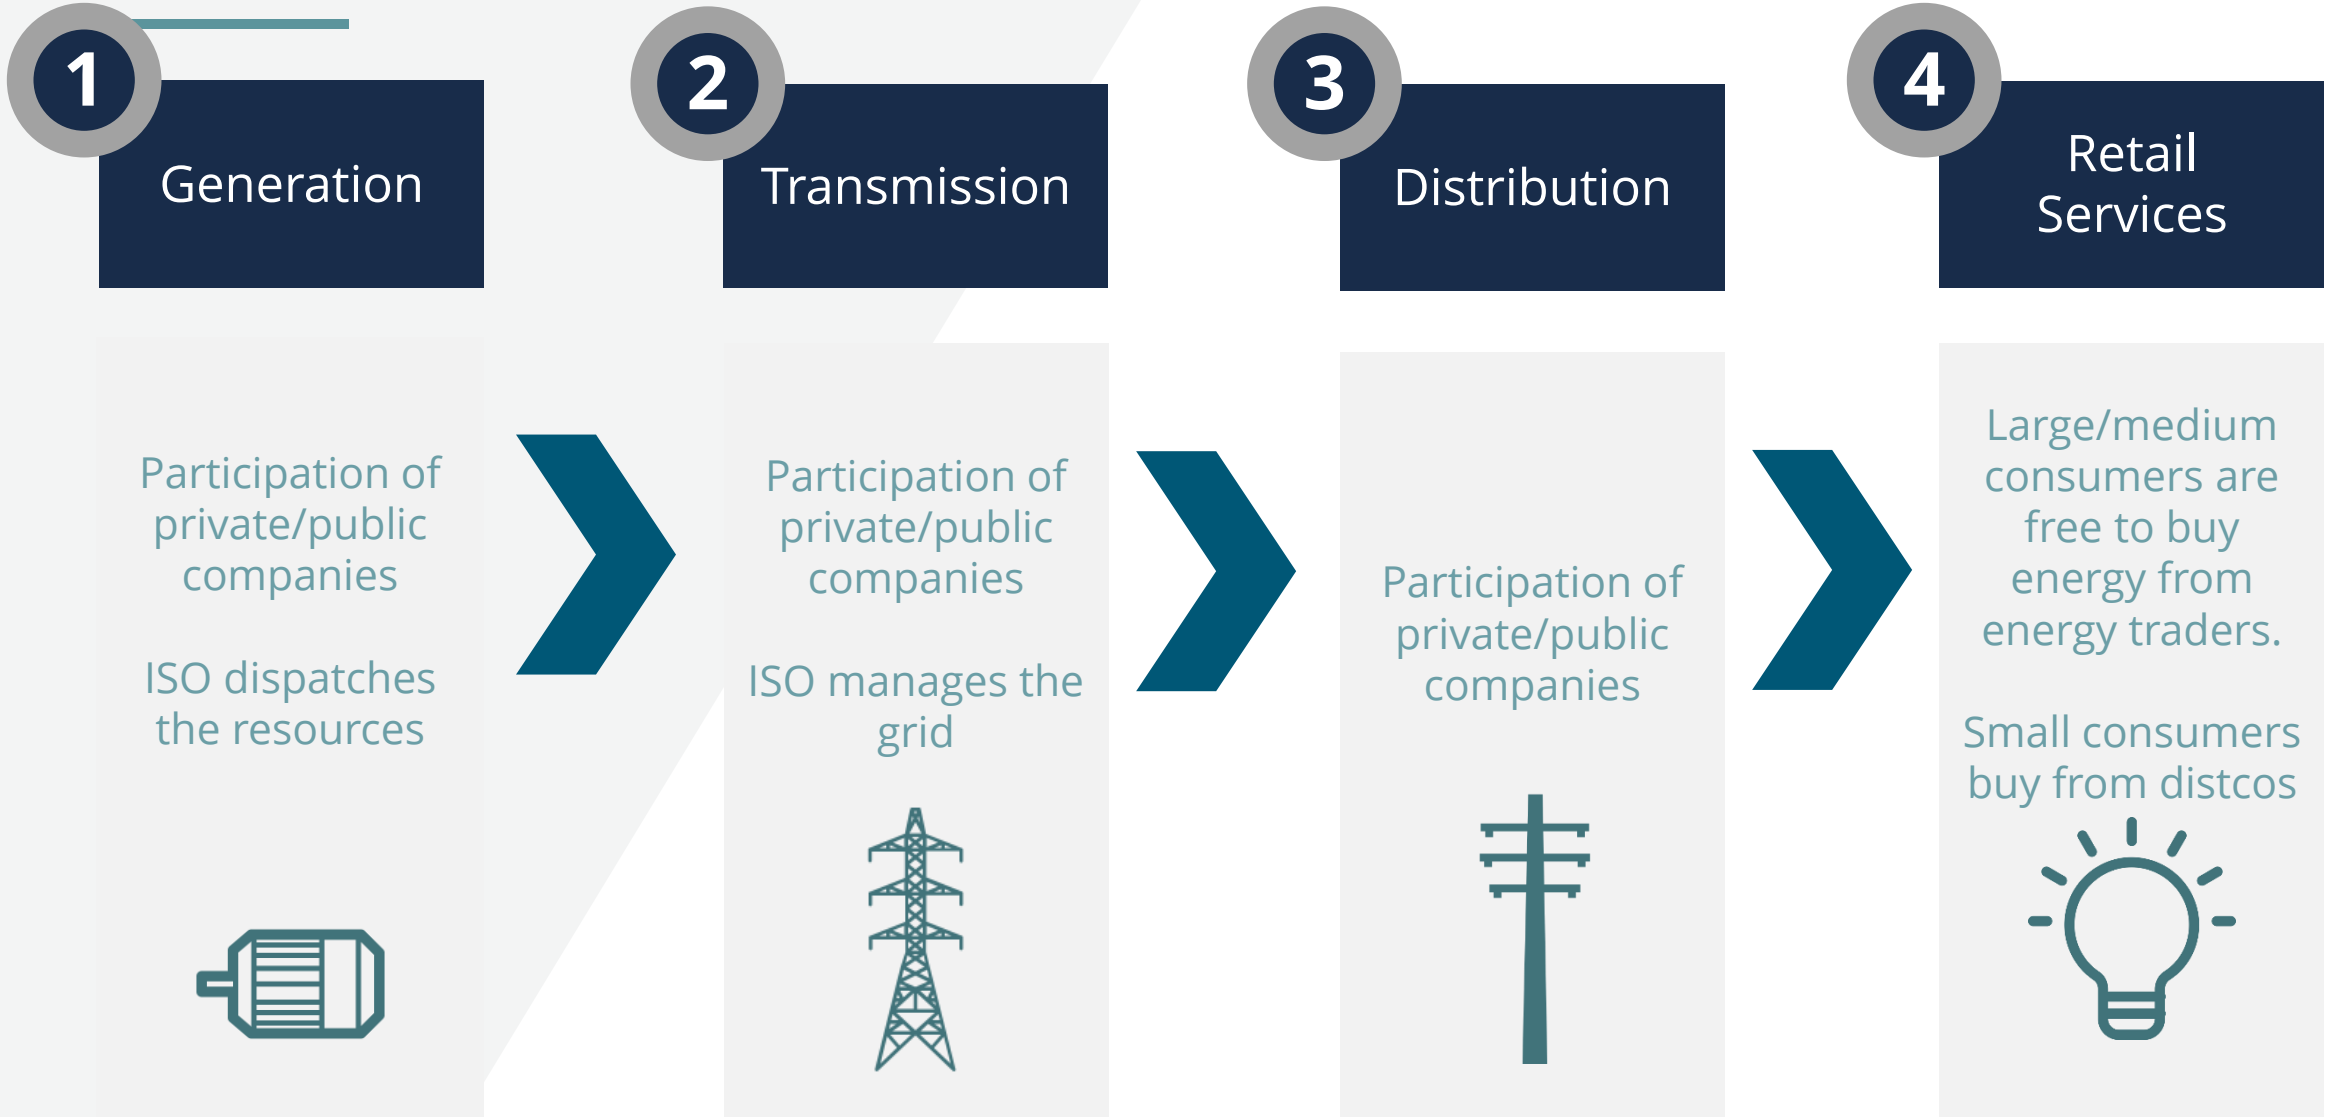 1
Generation
Participation of
private/public
companies
ISO dispatches
the resources
2
Transmission
Participation of
private/public
companies
ISO manages the
grid
3
Distribution
Participation of
private/public
companies
4
Retail
Services
Large/medium
consumers are
free to buy
energy from
energy traders.
Small consumers
buy from distcos